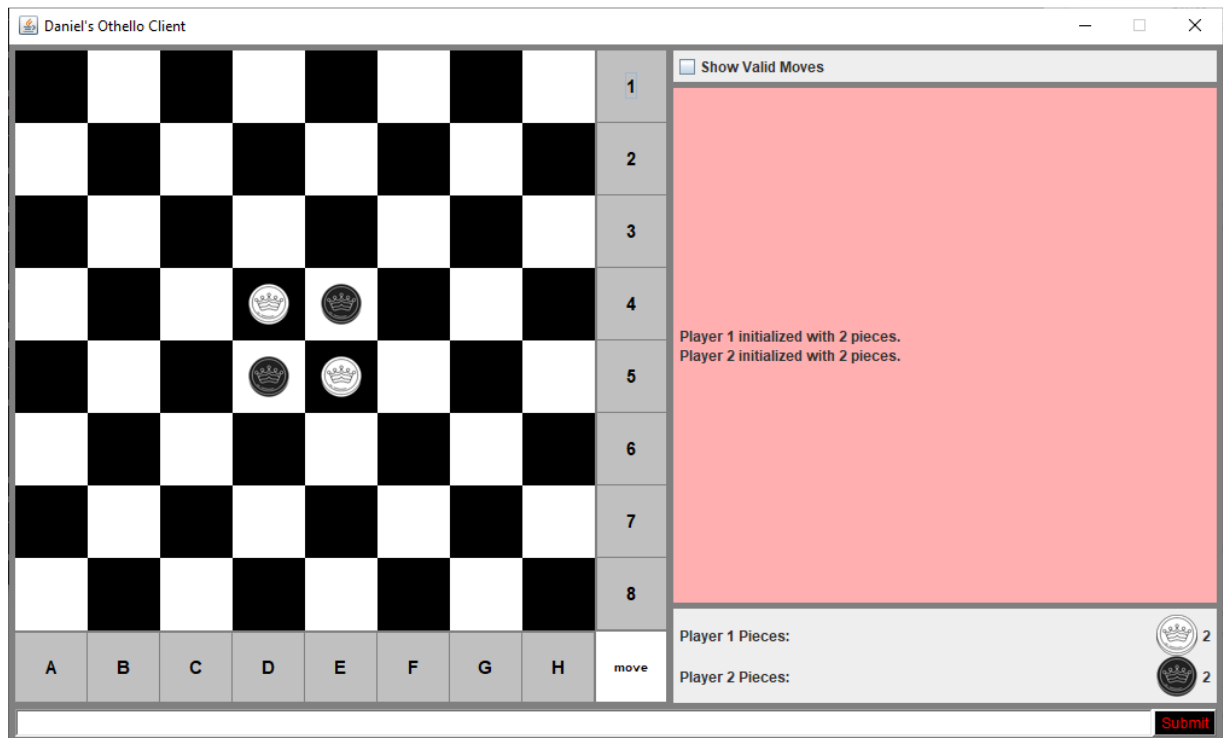 Daniel's Othello Client
1
2
3
4
5
6
7
8
A B C D E F G H move
Show Valid Moves
Player 1 initialized with 2 pieces.
Player 2 initialized with 2 pieces.
Player 1 Pieces: 2
Player 2 Pieces: 2
Submit